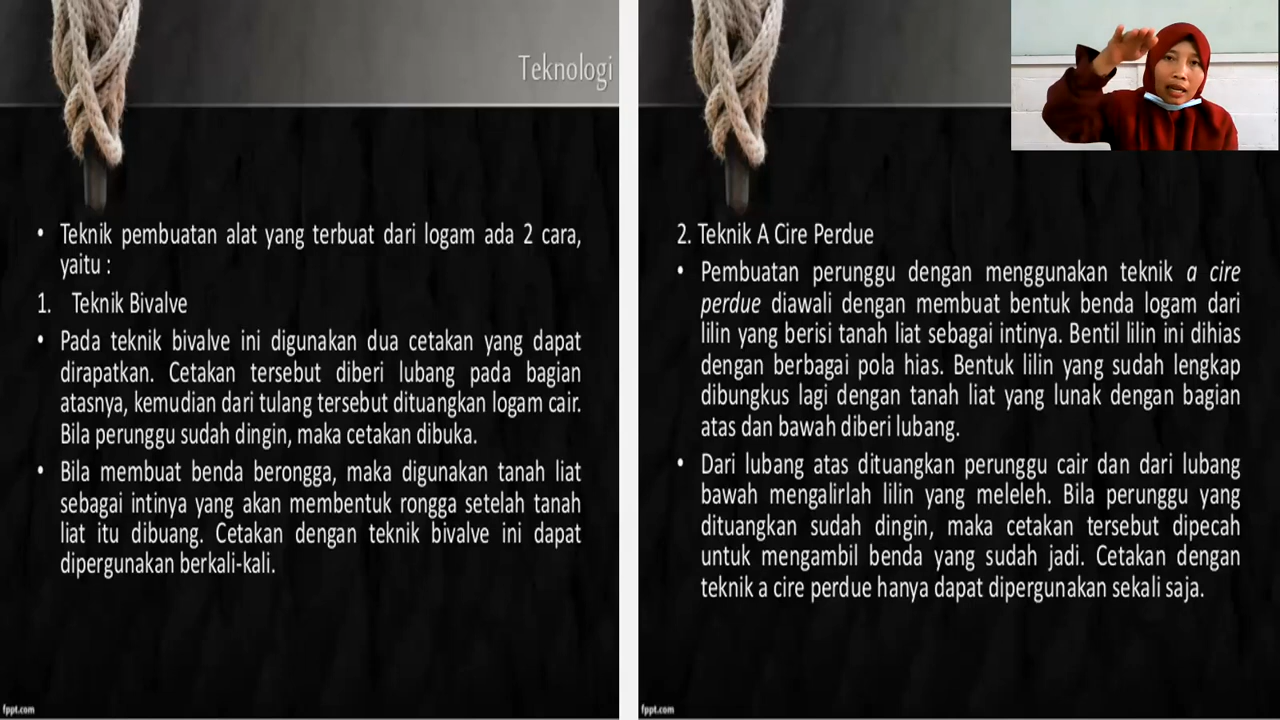 Teknologi
• Teknik pembuatan alat yang terbuat dari logam ada 2 cara,
yaitu :
1. Teknik Bivalve
• Pada teknik bivalve ini digunakan dua cetakan yang dapat
dirapatkan. Cetakan tersebut diberi lubang pada bagian
atasnya, kemudian dari tulang tersebut dituangkan logam cair.
Bila perunggu sudah dingin, maka cetakan dibuka.
• Bila membuat benda berongga, maka digunakan tanah liat
sebagai intinya yang akan membentuk rongga setelah tanah
liat itu dibuang. Cetakan dengan teknik bivalve ini dapat
dipergunakan berkali-kali.
fppt.com
2. Teknik A Cire Perdue
• Pembuatan perunggu dengan menggunakan teknik a cire
perdue diawali dengan membuat bentuk benda logam dari
lilin yang berisi tanah liat sebagai intinya. Bentil lilin ini dihias
dengan berbagai pola hias. Bentuk lilin yang sudah lengkap
dibungkus lagi dengan tanah liat yang lunak dengan bagian
atas dan bawah diberi lubang.
• Dari lubang atas dituangkan perunggu cair dan dari lubang
bawah mengalirlah lilin yang meleleh. Bila perunggu yang
dituangkan sudah dingin, maka cetakan tersebut dipecah
untuk mengambil benda yang sudah jadi. Cetakan dengan
teknik a cire perdue hanya dapat dipergunakan sekali saja.
fppt.com